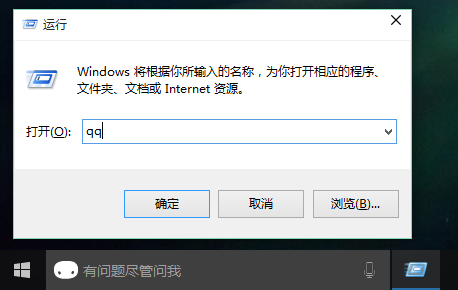 运行
Windows 将根据你所输入的名称，为你打开相应的程序、
文件夹、文档或 Internet 资源。
打开(O): qq
确定 取消 浏览(B)...
有问题尽管问我